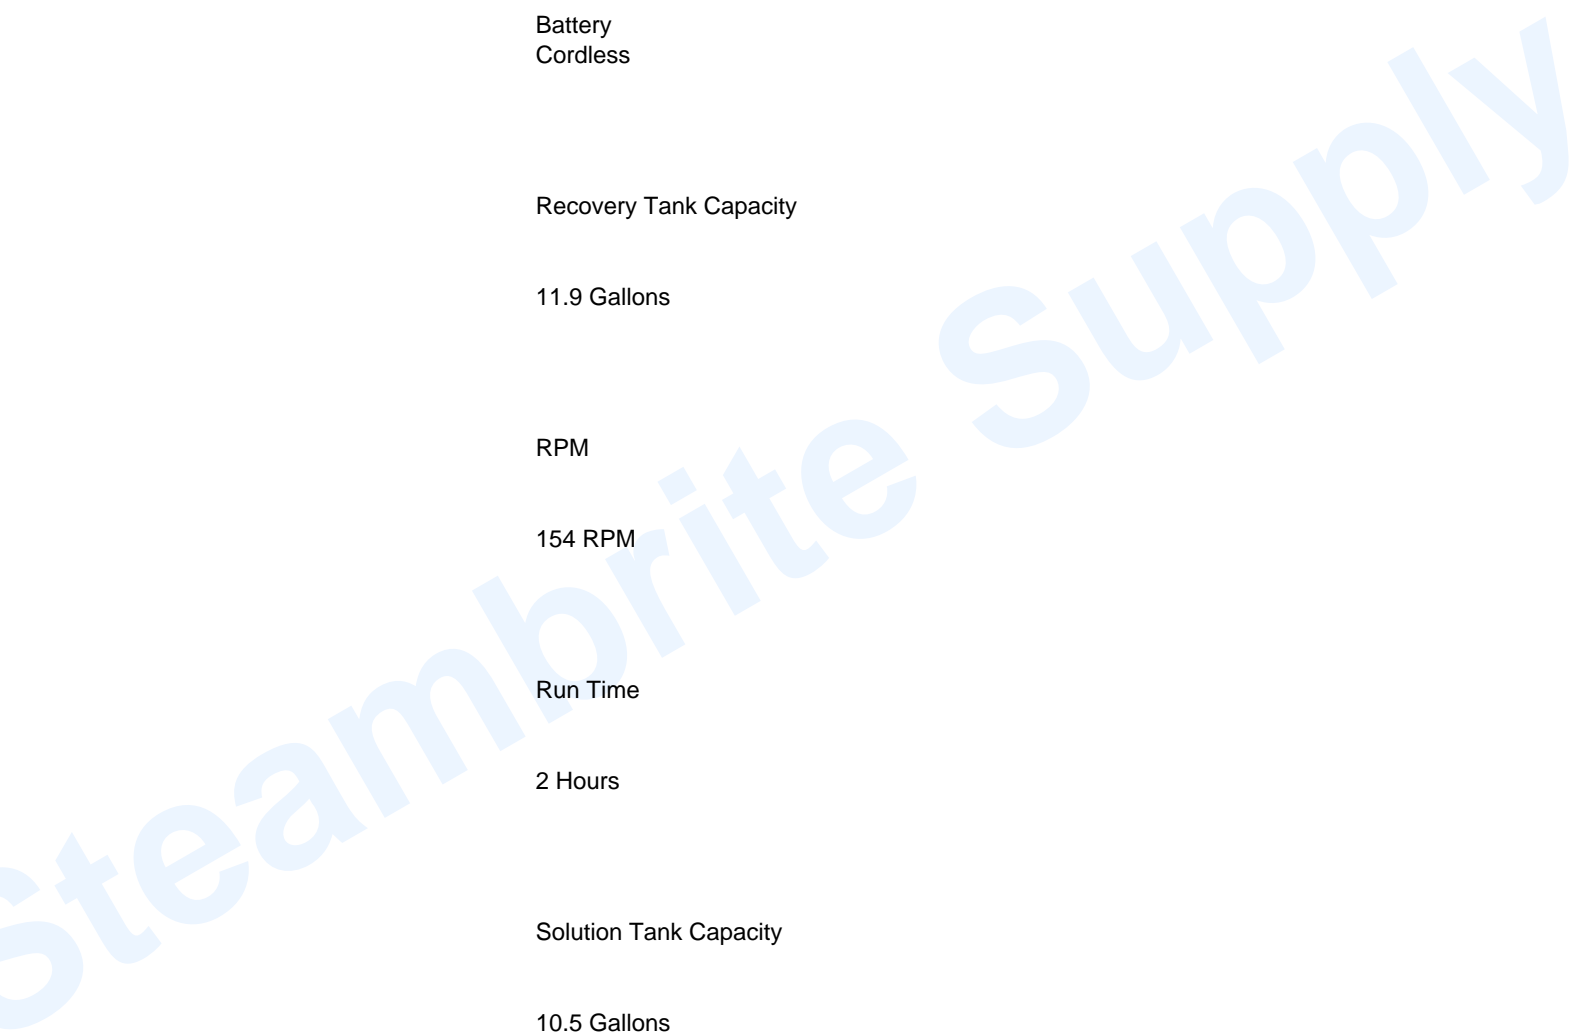 Battery
Cordless
Recovery Tank Capacity
11.9 Gallons
RPM
154 RPM
Run Time
2 Hours
Solution Tank Capacity
10.5 Gallons
Steambrite Supply